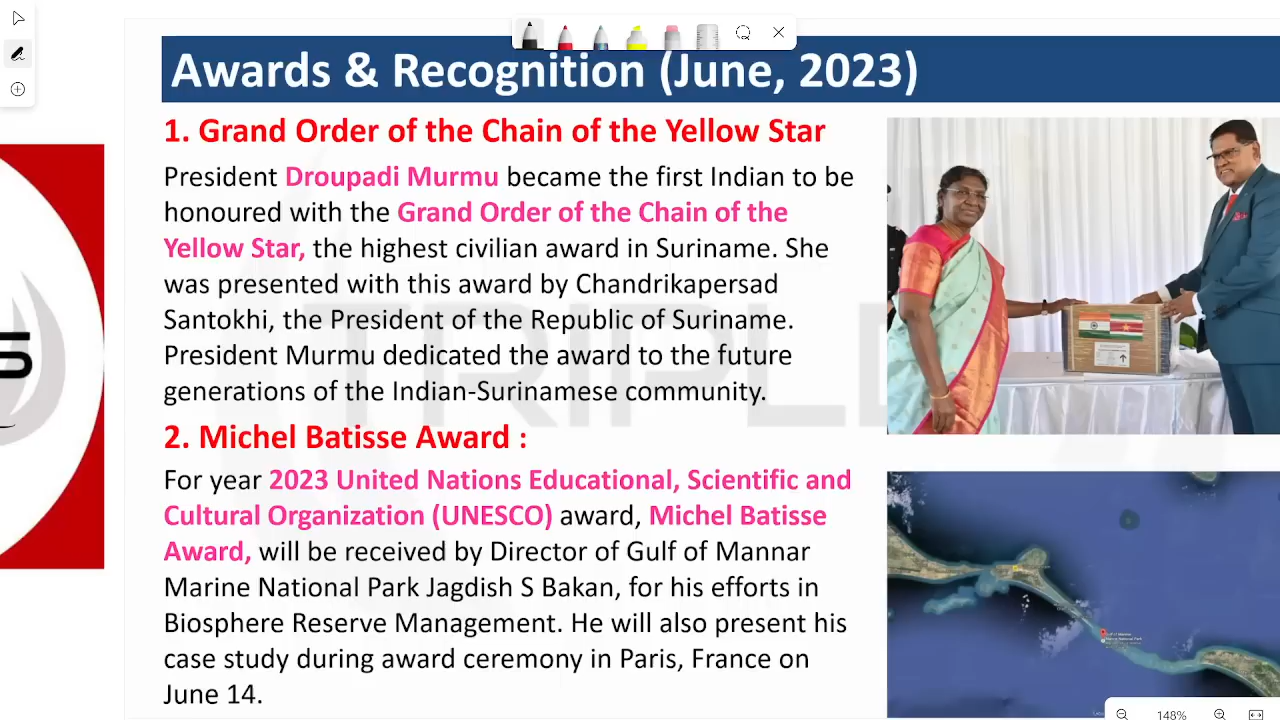 Awards & Recognition (June, 2023)
1. Grand Order of the Chain of the Yellow Star
President Droupadi Murmu became the first Indian to be
honoured with the Grand Order of the Chain of the
Yellow Star, the highest civilian award in Suriname. She
was presented with this award by Chandrikapersad
Santokhi, the President of the Republic of Suriname.
President Murmu dedicated the award to the future
generations of the Indian-Surinamese community.
2. Michel Batisse Award :
For year 2023 United Nations Educational, Scientific and
Cultural Organization (UNESCO) award, Michel Batisse
Award, will be received by Director of Gulf of Mannar
Marine National Park Jagdish S Bakan, for his efforts in
Biosphere Reserve Management. He will also present his
case study during award ceremony in Paris, France on
June 14.
S
TRIPLE
148%